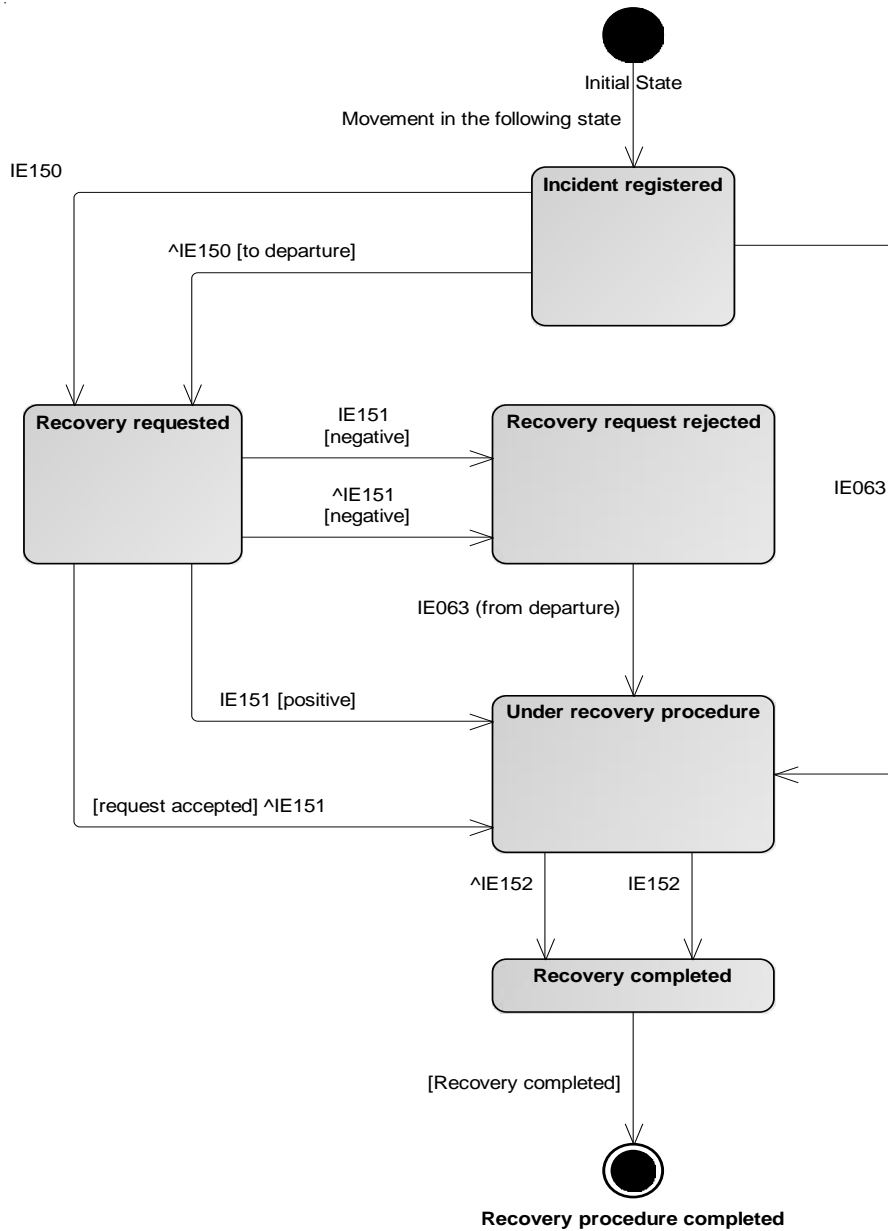 Initial State
Movement in the following state
IE150
Incident registered
^IE150 [to departure]
Recovery requested
IE151
[negative]
Recovery request rejected
^IE151
[negative]
IE063
IE063 (from departure)
IE151 [positive]
Under recovery procedure
[request accepted] ^IE151
^IE152
IE152
Recovery completed
[Recovery completed]
Recovery procedure completed